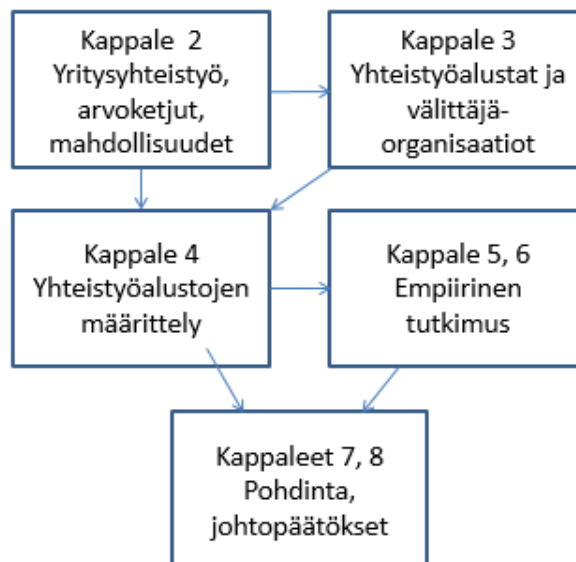 Kappale 2
Yritysyhteistyö,
arvoketjut,
mahdollisuudet
Kappale 3
Yhteistyöalustat ja
välittäjä-
organisaatiot
Kappale 4
Yhteistyöalustojen
määrittely
Kappale 5, 6
Empiirinen
tutkimus
Kappaleet 7, 8
Pohdinta,
johtopäätökset